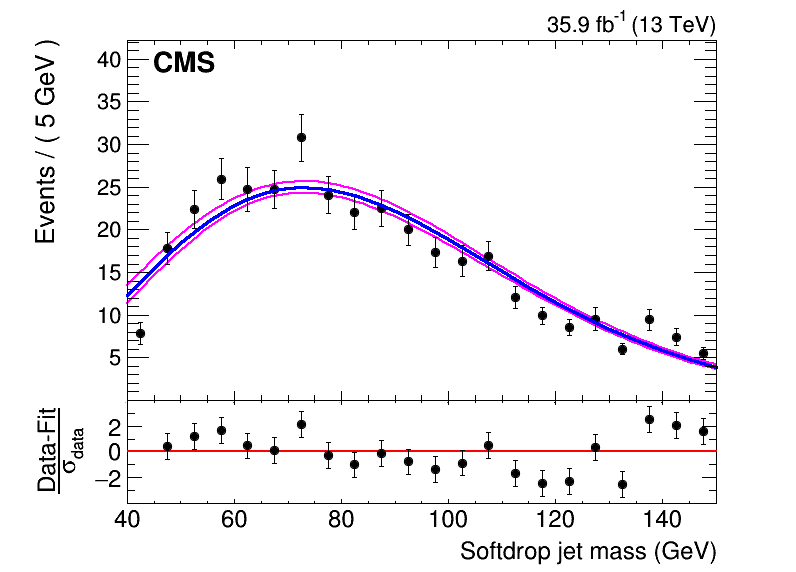 35.9 fb⁻¹ (13 TeV)
CMS
Events / ( 5 GeV )
40
35
30
25
20
15
10
5
Data-Fit
σdata
2
0
−2
40 60 80 100 120 140
Softdrop jet mass (GeV)